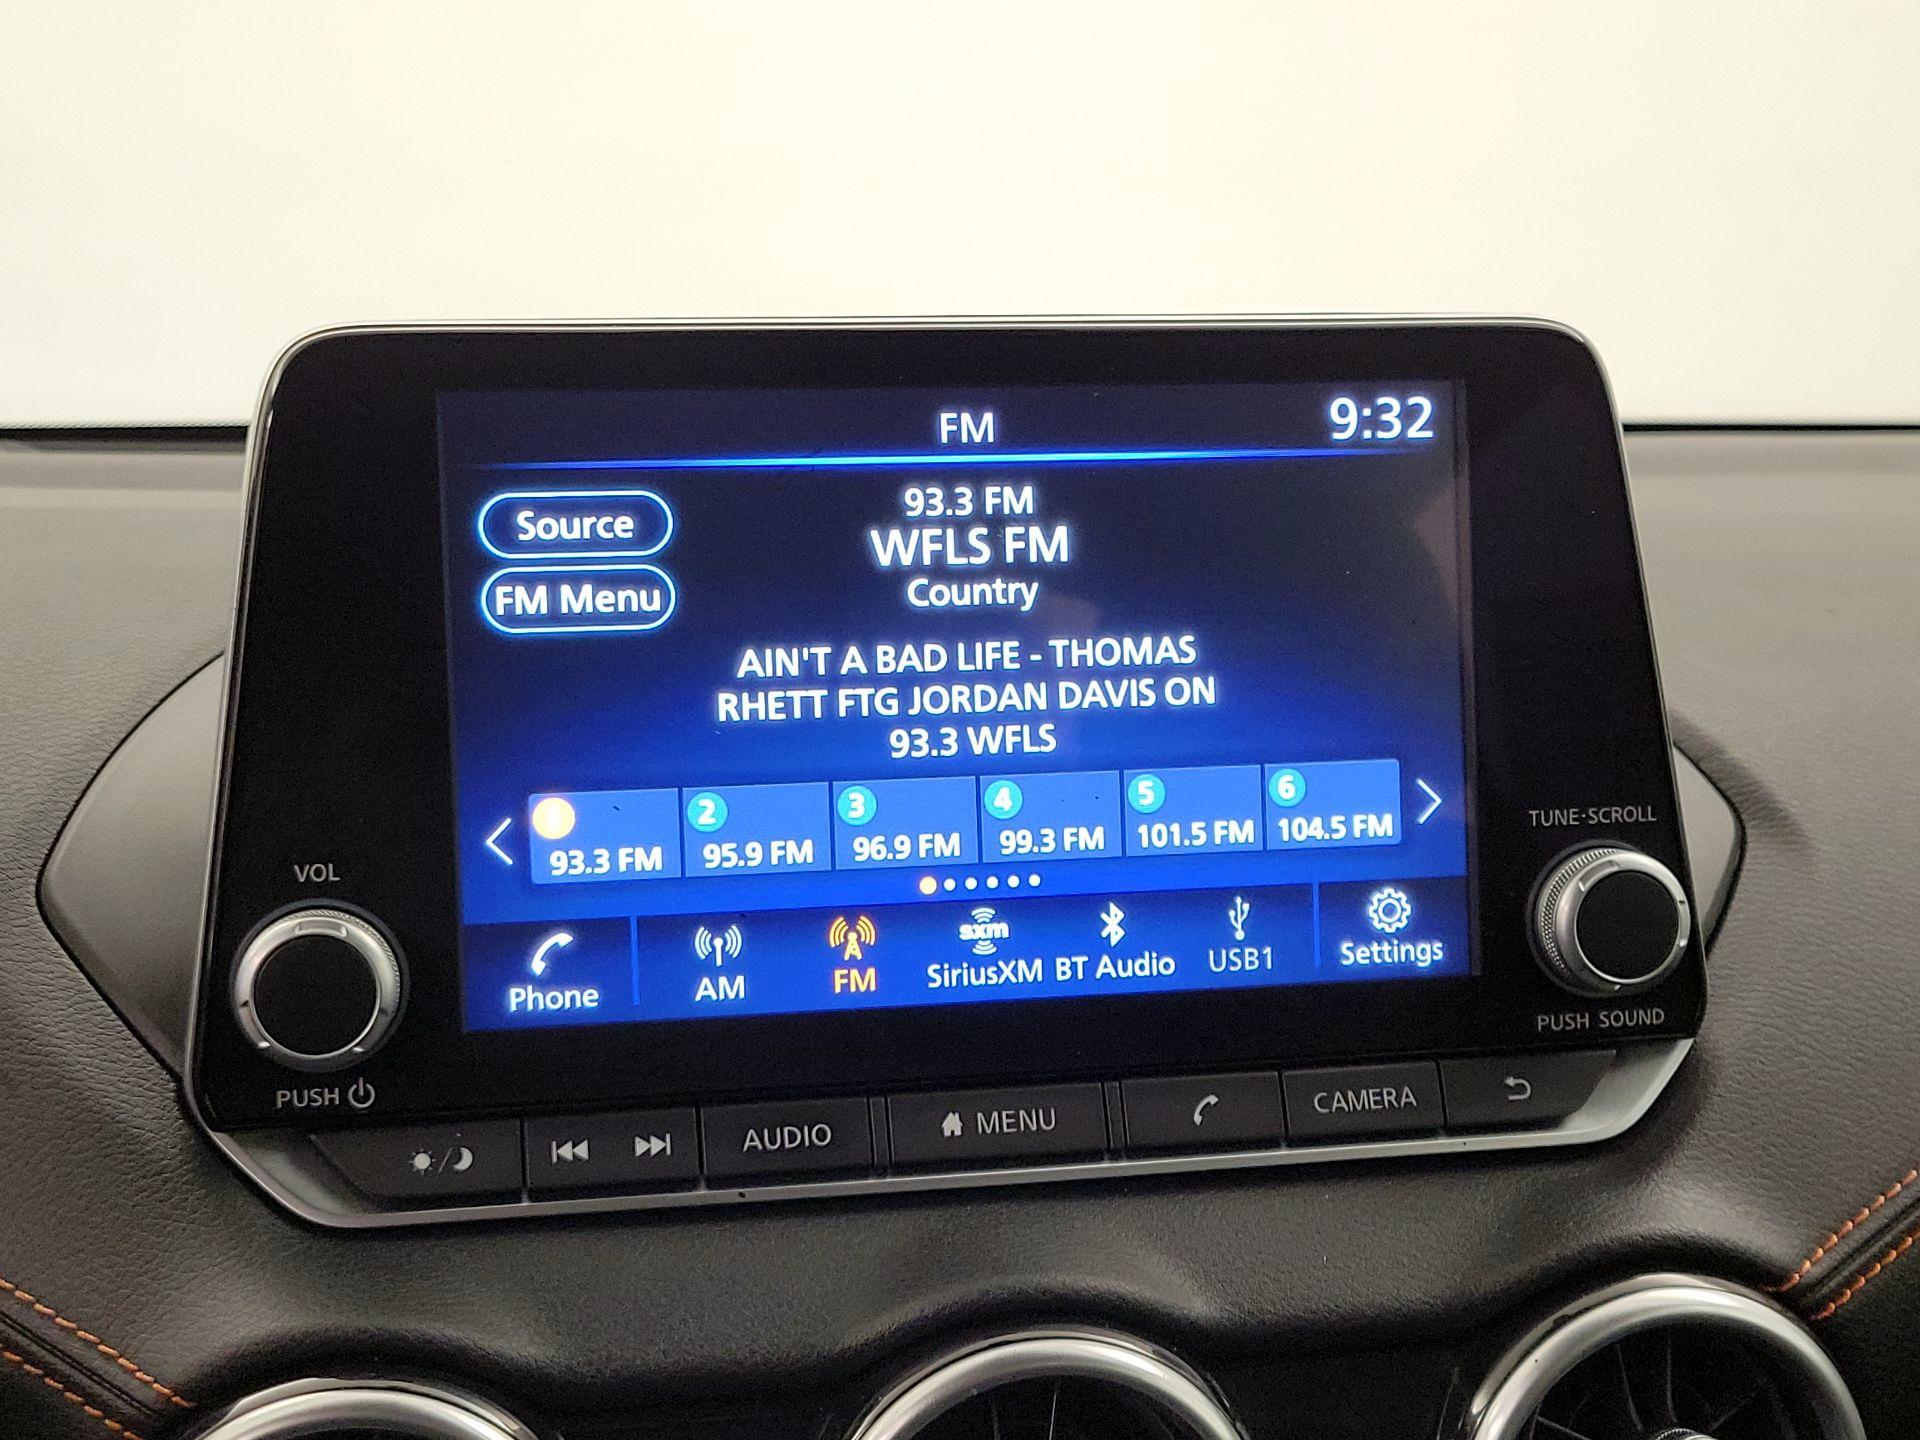 FM
9:32
Source
FM Menu
93.3 FM
WFLS FM
Country
AIN'T A BAD LIFE - THOMAS
RHETT FTG JORDAN DAVIS ON
93.3 WFLS
1 2 3 4 5 6
93.3 FM 95.9 FM 96.9 FM 99.3 FM 101.5 FM 104.5 FM
Phone
AM
FM
sxm
SiriusXM
BT Audio
USB1
Settings
VOL
PUSH
TUNE·SCROLL
PUSH SOUND
AUDIO
MENU
CAMERA